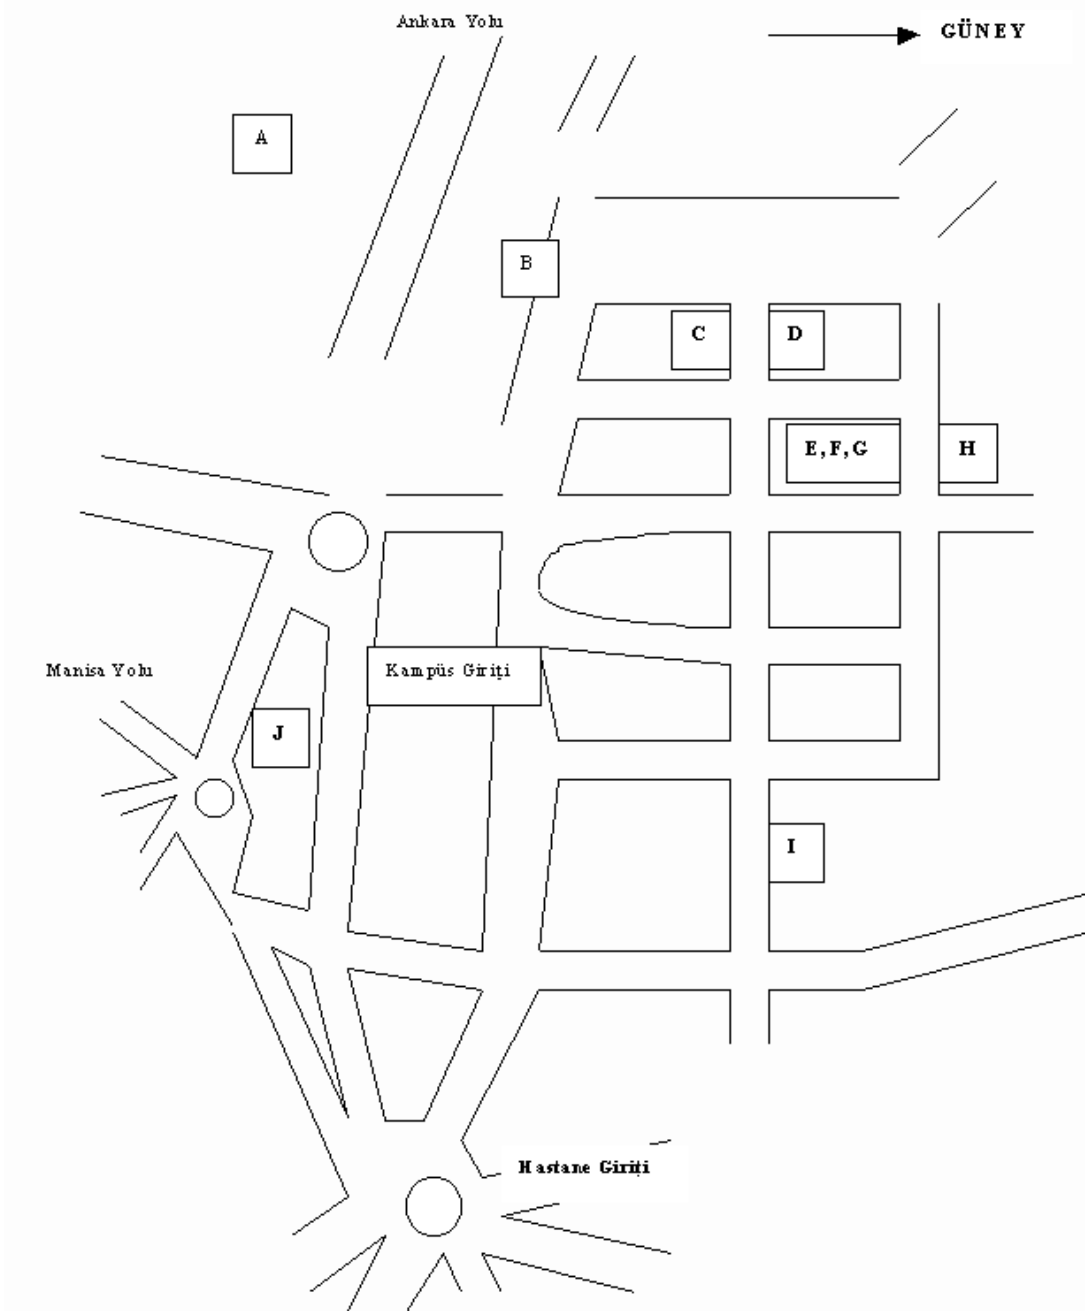 Ankara Yolu
GÜNEY
A
B
C
D
E,F,G
H
Manisa Yolu
Kampüs Giriţi
J
I
Hastane Giriţi